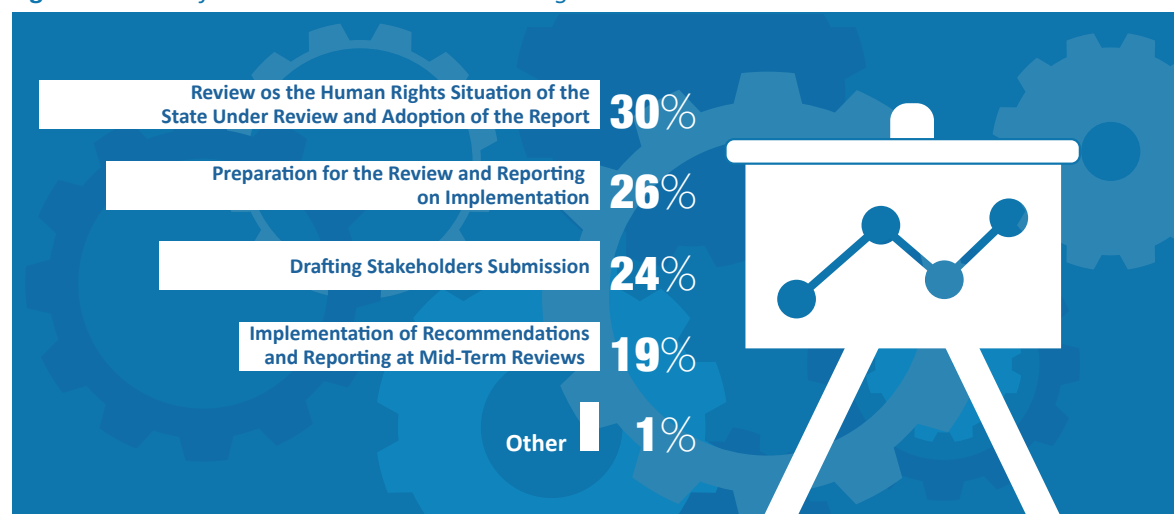 Review os the Human Rights Situation of the
State Under Review and Adoption of the Report
30%
Preparation for the Review and Reporting
on Implementation
26%
Drafting Stakeholders Submission
24%
Implementation of Recommendations
and Reporting at Mid-Term Reviews
19%
Other
1%